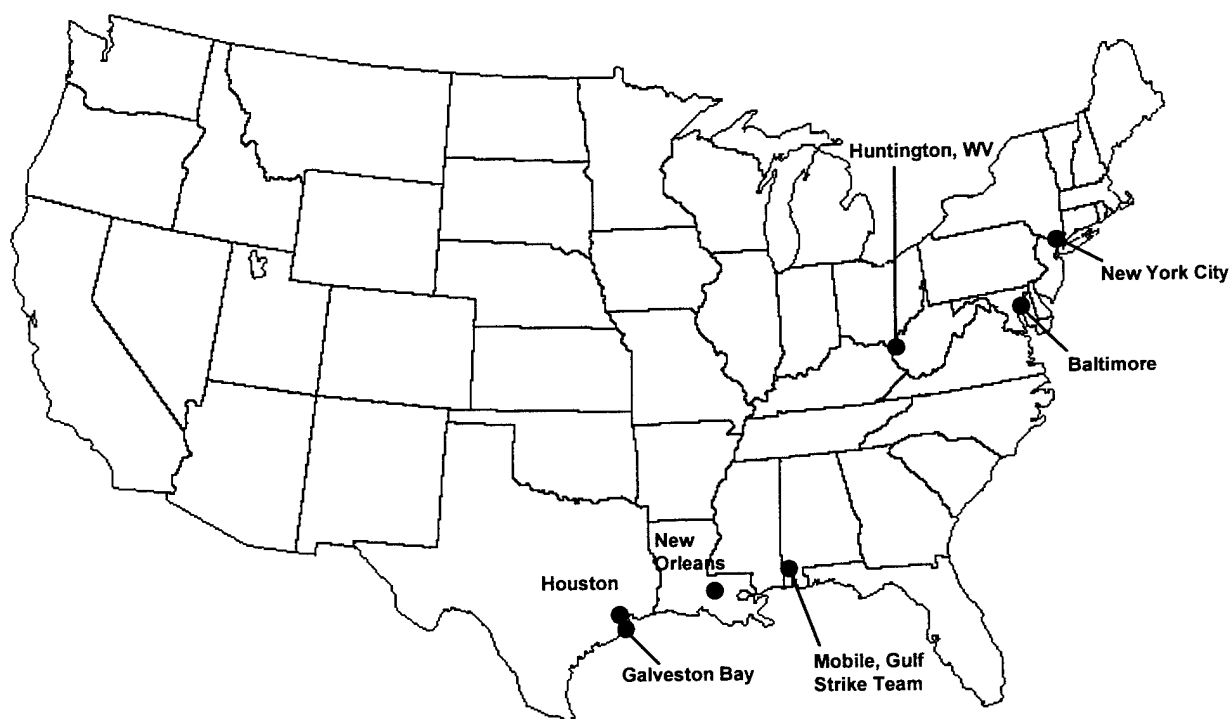 Huntington, WV
New York City
Baltimore
New
Orleans
Houston
Galveston Bay
Mobile, Gulf
Strike Team